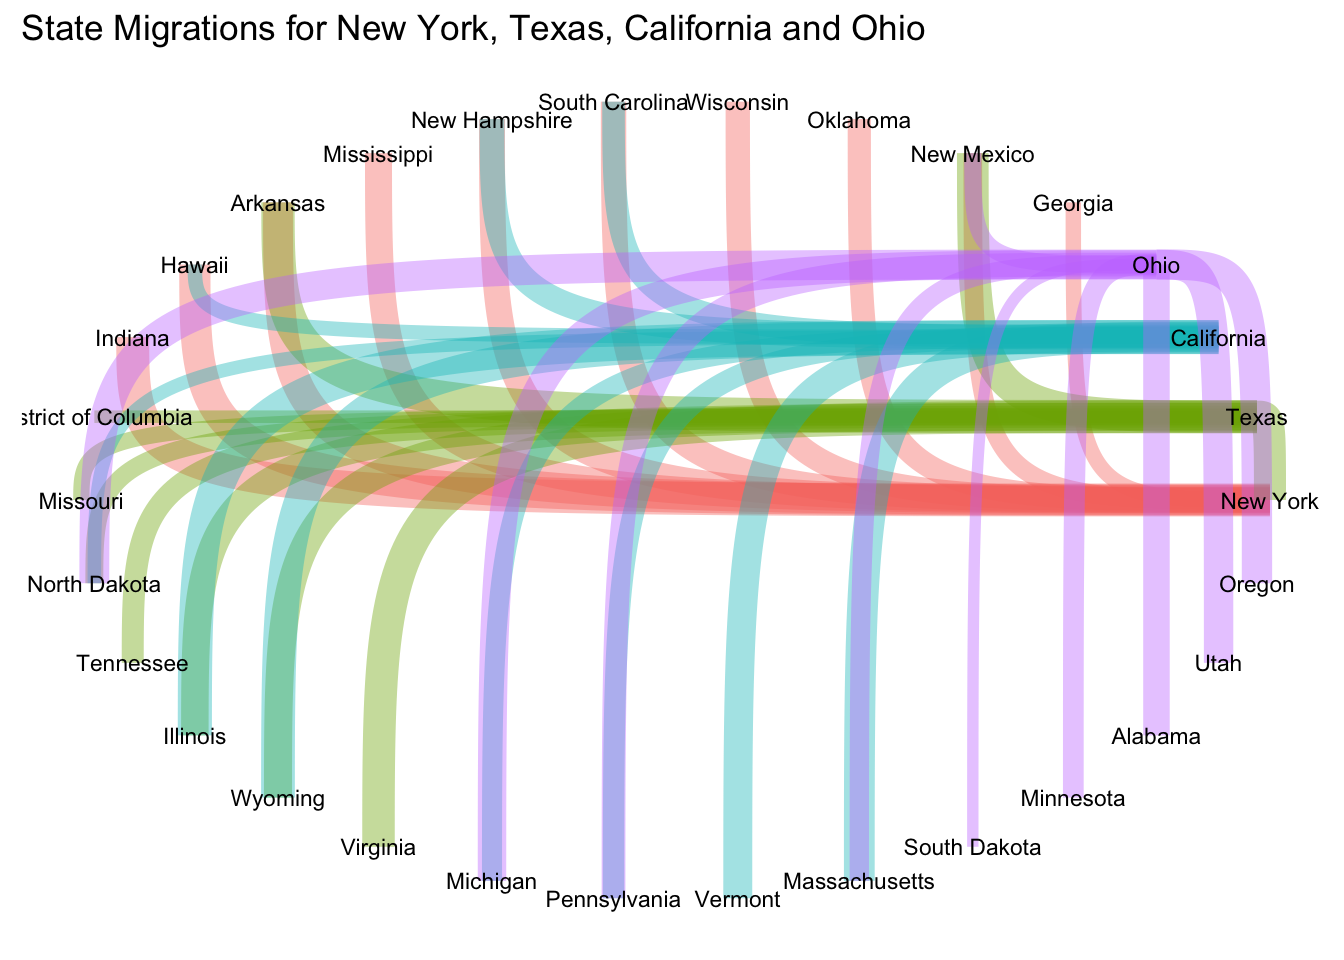 State Migrations for New York, Texas, California and Ohio
South Carolina
Wisconsin
New Hampshire
Oklahoma
Mississippi
New Mexico
Arkansas
Georgia
Hawaii
Ohio
Indiana
California
strict of Columbia
Texas
Missouri
New York
North Dakota
Oregon
Tennessee
Utah
Illinois
Alabama
Wyoming
Minnesota
Virginia
South Dakota
Michigan
Massachusetts
Pennsylvania
Vermont